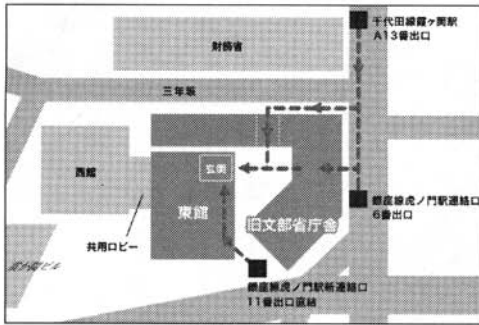 千代田線霞ヶ関駅
A13番出口
財務省
三年坂
西館
玄関
東館
旧文部省庁舎
共用ロビー
銀座線虎ノ門駅連絡口
6番出口
銀座線虎ノ門駅新連絡口
11番出口直結